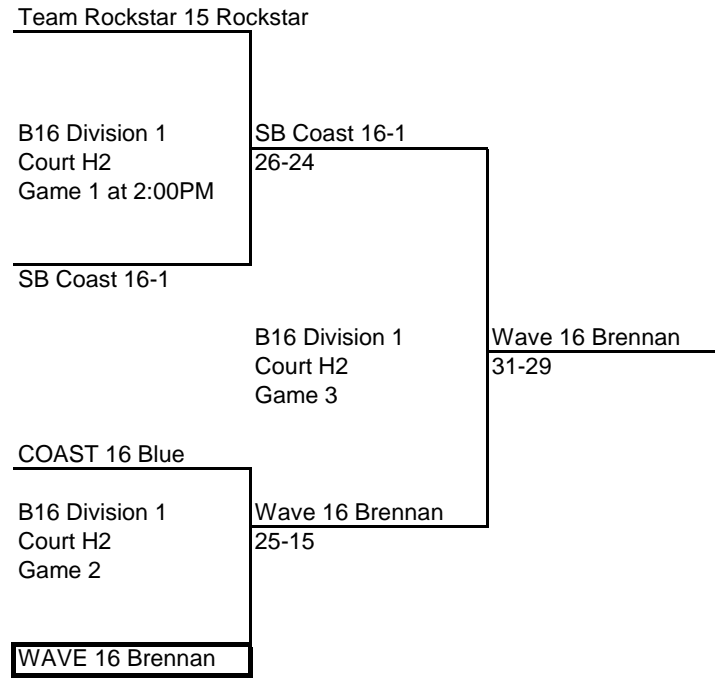 Team Rockstar 15 Rockstar
B16 Division 1
Court H2
Game 1 at 2:00PM
SB Coast 16-1
26-24
SB Coast 16-1
B16 Division 1
Court H2
Game 3
Wave 16 Brennan
31-29
COAST 16 Blue
B16 Division 1
Court H2
Game 2
Wave 16 Brennan
25-15
WAVE 16 Brennan